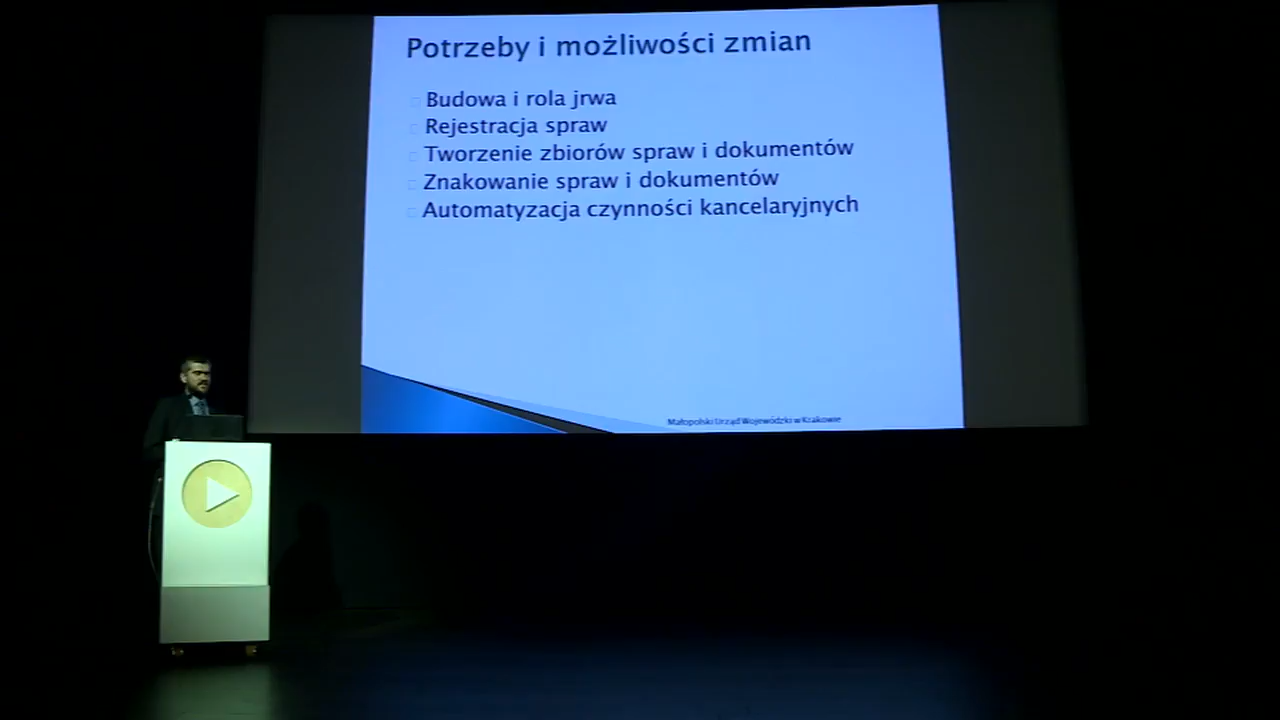 Potrzeby i możliwości zmian
Budowa i rola jrwa
Rejestracja spraw
Tworzenie zbiorów spraw i dokumentów
Znakowanie spraw i dokumentów
Automatyzacja czynności kancelaryjnych
Małopolski Urząd Wojewódzki w Krakowie